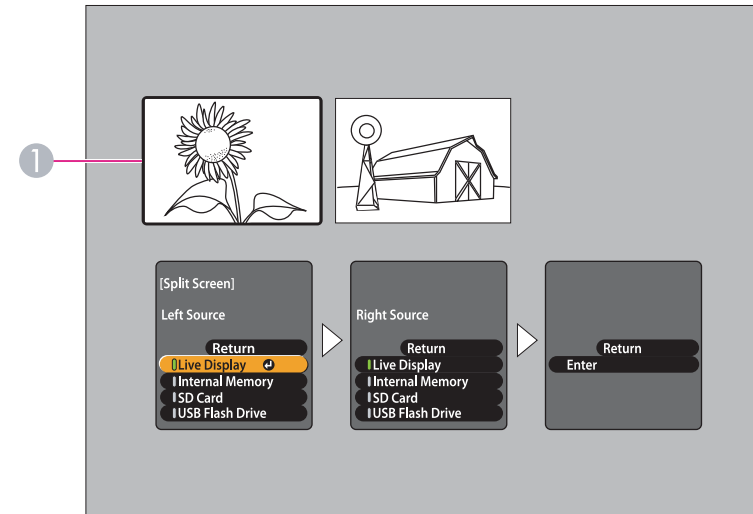 1
[Split Screen]
Left Source
Return
Live Display
Internal Memory
SD Card
USB Flash Drive
Right Source
Return
Live Display
Internal Memory
SD Card
USB Flash Drive
Return
Enter